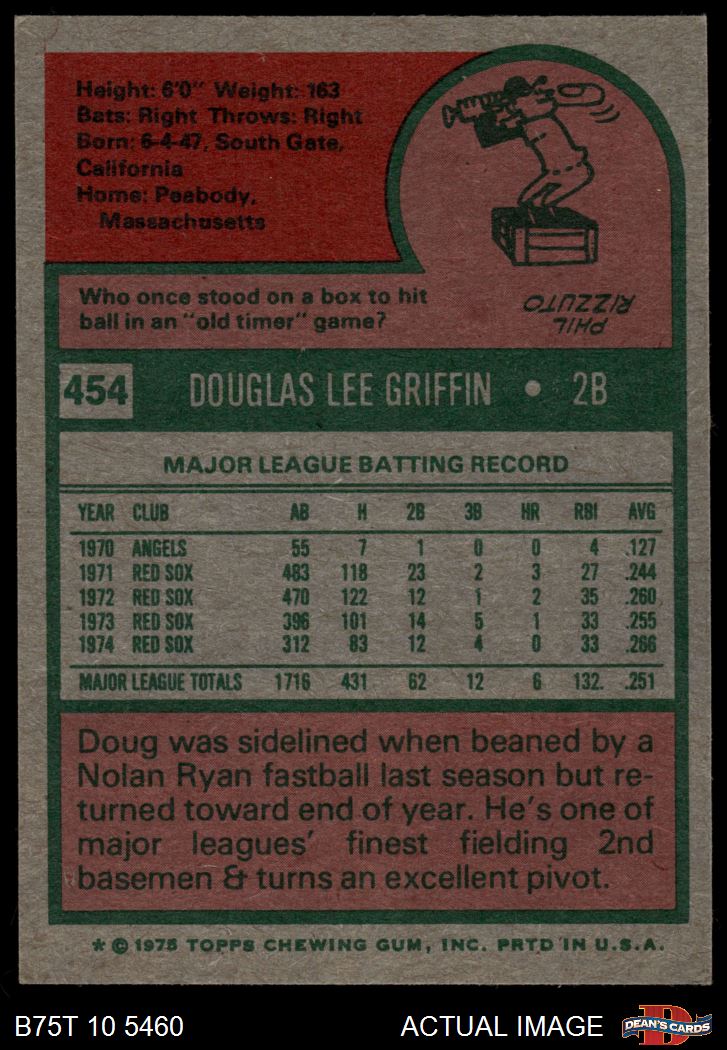 Height: 6'0" Weight: 163
Bats: Right Throws: Right
Born: 6-4-47, South Gate,
California
Home: Peabody,
Massachusetts
Who once stood on a box to hit
ball in an "old timer" game?
PHIL
RIZZUTO
454 DOUGLAS LEE GRIFFIN • 2B
MAJOR LEAGUE BATTING RECORD
YEAR CLUB AB H 2B 3B HR RBI AVG
1970 ANGELS 55 7 1 0 0 4 .127
1971 RED SOX 483 118 23 2 3 27 .244
1972 RED SOX 470 122 12 1 2 35 .260
1973 RED SOX 396 101 14 5 1 33 .255
1974 RED SOX 312 83 12 4 0 33 .266
MAJOR LEAGUE TOTALS 1716 431 62 12 6 132. .251
Doug was sidelined when beaned by a
Nolan Ryan fastball last season but re-
turned toward end of year. He's one of
major leagues' finest fielding 2nd
basemen & turns an excellent pivot.
* © 1975 TOPPS CHEWING GUM, INC. PRTD IN U.S.A.
B75T 10 5460 ACTUAL IMAGE
D
DEAN'S CARDS